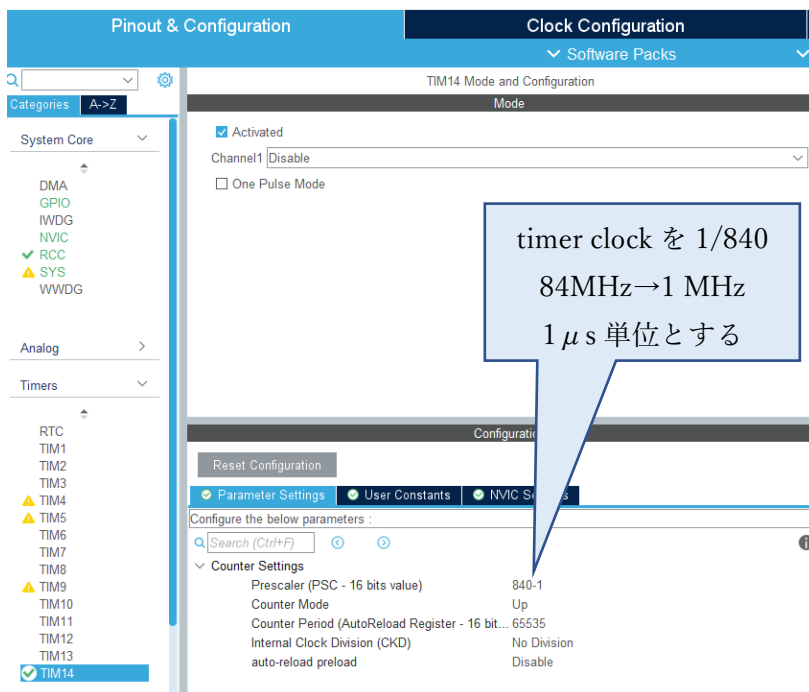 Pinout & Configuration
Clock Configuration
Software Packs
TIM14 Mode and Configuration
Categories
A->Z
Mode
System Core
DMA
GPIO
IWDG
NVIC
RCC
SYS
WWDG
Analog
Timers
RTC
TIM1
TIM2
TIM3
TIM4
TIM5
TIM6
TIM7
TIM8
TIM9
TIM10
TIM11
TIM12
TIM13
TIM14
Activated
Channel1 Disable
One Pulse Mode
timer clock を 1/840
84MHz→1 MHz
1μs 単位とする
Configuratio
Reset Configuration
Parameter Settings
User Constants
NVIC Se s
Configure the below parameters :
Search (Ctrl+F)
Counter Settings
Prescaler (PSC - 16 bits value) 840-1
Counter Mode Up
Counter Period (AutoReload Register - 16 bit... 65535
Internal Clock Division (CKD) No Division
auto-reload preload Disable